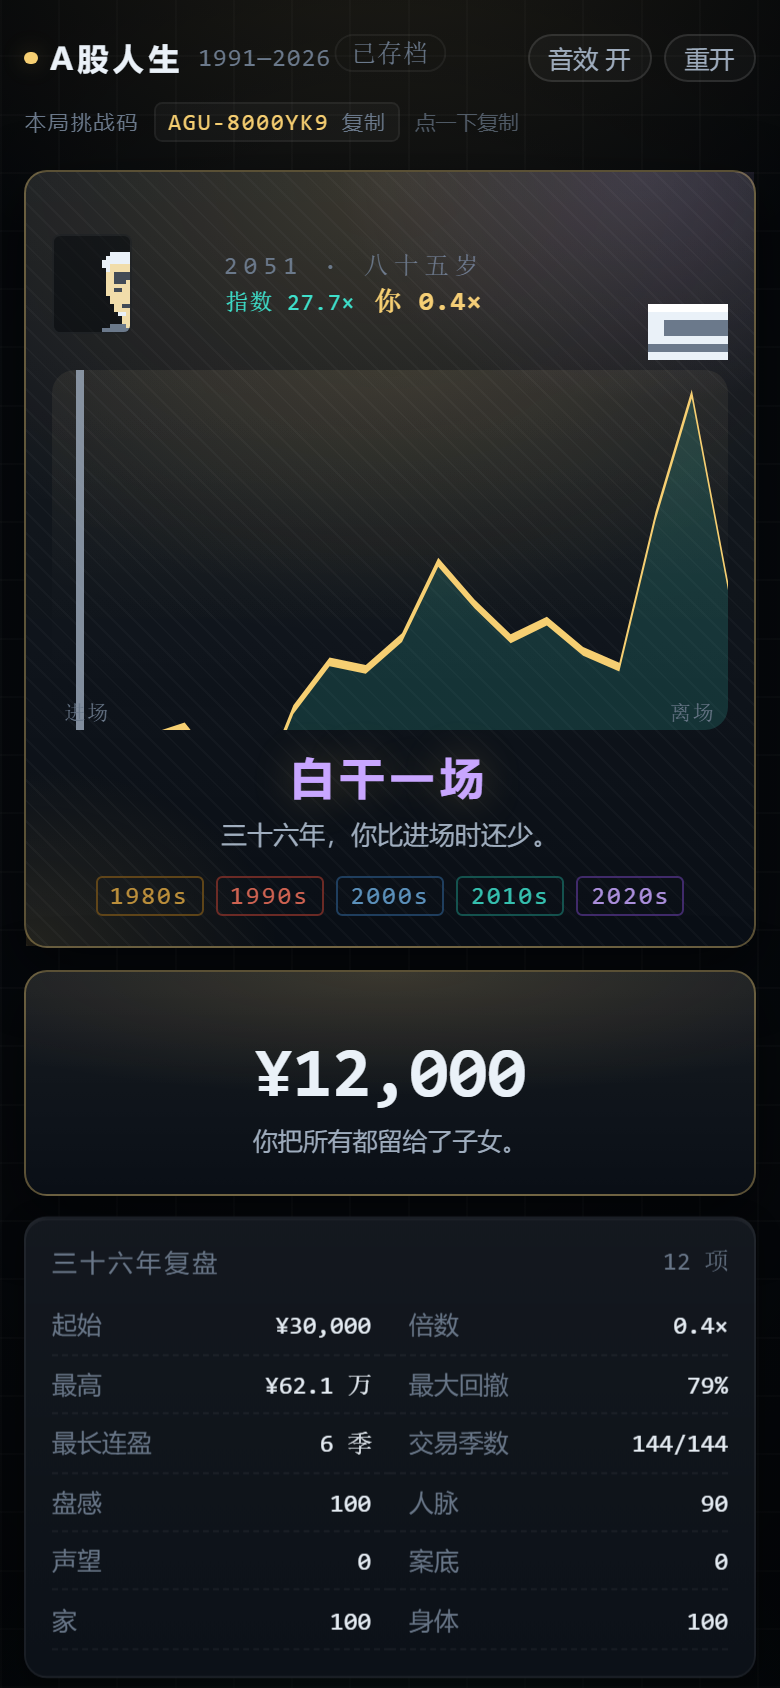 A股人生 1991—2026 已存档 音效 开 重开
本局挑战码 AGU-8000YK9 复制 点一下复制
2051 · 八十五岁
指数 27.7× 你 0.4×
进场 离场
白干一场
三十六年，你比进场时还少。
1980s 1990s 2000s 2010s 2020s
¥12,000
你把所有都留给了子女。
三十六年复盘 12 项
起始 ¥30,000 倍数 0.4×
最高 ¥62.1 万 最大回撤 79%
最长连盈 6 季 交易季数 144/144
盘感 100 人脉 90
声望 0 案底 0
家 100 身体 100